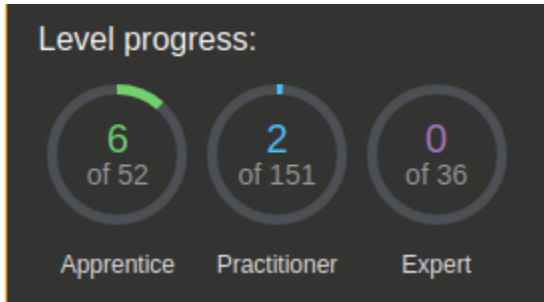 Level progress:
6 2 0
of 52 of 151 of 36
Apprentice Practitioner Expert